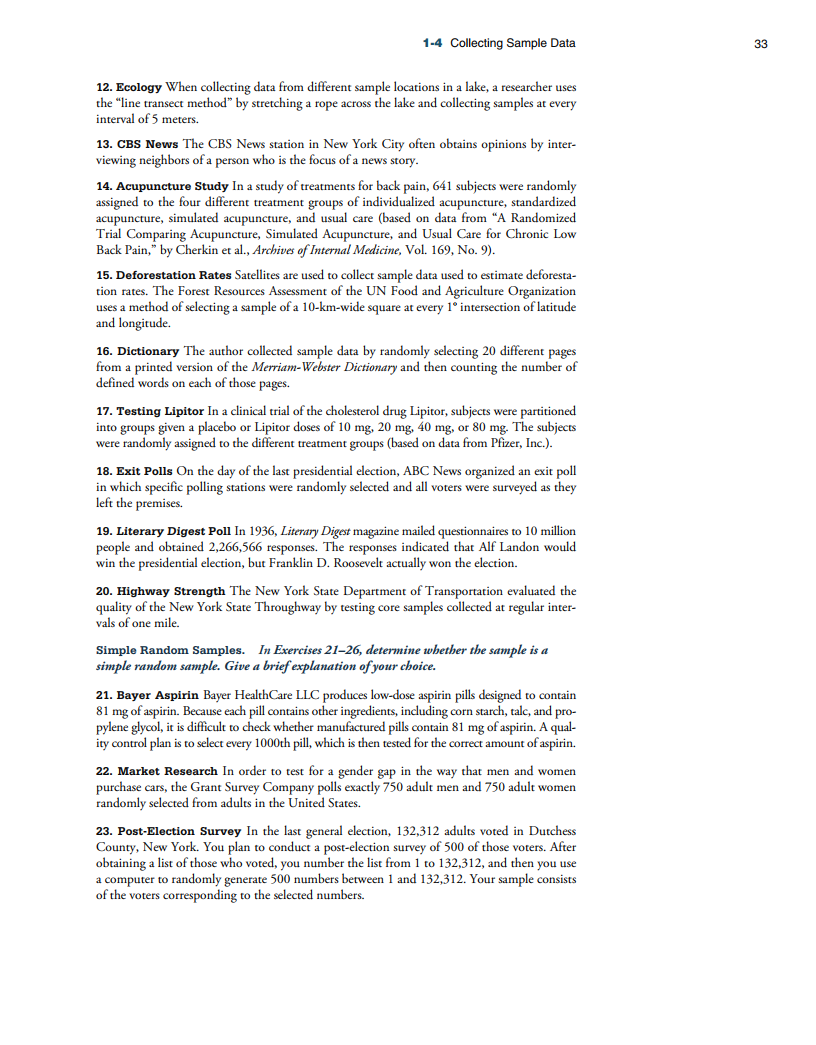 1-4 Collecting Sample Data 33
12. Ecology When collecting data from different sample locations in a lake, a researcher uses
the “line transect method” by stretching a rope across the lake and collecting samples at every
interval of 5 meters.
13. CBS News The CBS News station in New York City often obtains opinions by inter-
viewing neighbors of a person who is the focus of a news story.
14. Acupuncture Study In a study of treatments for back pain, 641 subjects were randomly
assigned to the four different treatment groups of individualized acupuncture, standardized
acupuncture, simulated acupuncture, and usual care (based on data from “A Randomized
Trial Comparing Acupuncture, Simulated Acupuncture, and Usual Care for Chronic Low
Back Pain,” by Cherkin et al., Archives of Internal Medicine, Vol. 169, No. 9).
15. Deforestation Rates Satellites are used to collect sample data used to estimate deforesta-
tion rates. The Forest Resources Assessment of the UN Food and Agriculture Organization
uses a method of selecting a sample of a 10-km-wide square at every 1° intersection of latitude
and longitude.
16. Dictionary The author collected sample data by randomly selecting 20 different pages
from a printed version of the Merriam-Webster Dictionary and then counting the number of
defined words on each of those pages.
17. Testing Lipitor In a clinical trial of the cholesterol drug Lipitor, subjects were partitioned
into groups given a placebo or Lipitor doses of 10 mg, 20 mg, 40 mg, or 80 mg. The subjects
were randomly assigned to the different treatment groups (based on data from Pfizer, Inc.).
18. Exit Polls On the day of the last presidential election, ABC News organized an exit poll
in which specific polling stations were randomly selected and all voters were surveyed as they
left the premises.
19. Literary Digest Poll In 1936, Literary Digest magazine mailed questionnaires to 10 million
people and obtained 2,266,566 responses. The responses indicated that Alf Landon would
win the presidential election, but Franklin D. Roosevelt actually won the election.
20. Highway Strength The New York State Department of Transportation evaluated the
quality of the New York State Throughway by testing core samples collected at regular inter-
vals of one mile.
Simple Random Samples. In Exercises 21–26, determine whether the sample is a
simple random sample. Give a brief explanation of your choice.
21. Bayer Aspirin Bayer HealthCare LLC produces low-dose aspirin pills designed to contain
81 mg of aspirin. Because each pill contains other ingredients, including corn starch, talc, and pro-
pylene glycol, it is difficult to check whether manufactured pills contain 81 mg of aspirin. A qual-
ity control plan is to select every 1000th pill, which is then tested for the correct amount of aspirin.
22. Market Research In order to test for a gender gap in the way that men and women
purchase cars, the Grant Survey Company polls exactly 750 adult men and 750 adult women
randomly selected from adults in the United States.
23. Post-Election Survey In the last general election, 132,312 adults voted in Dutchess
County, New York. You plan to conduct a post-election survey of 500 of those voters. After
obtaining a list of those who voted, you number the list from 1 to 132,312, and then you use
a computer to randomly generate 500 numbers between 1 and 132,312. Your sample consists
of the voters corresponding to the selected numbers.